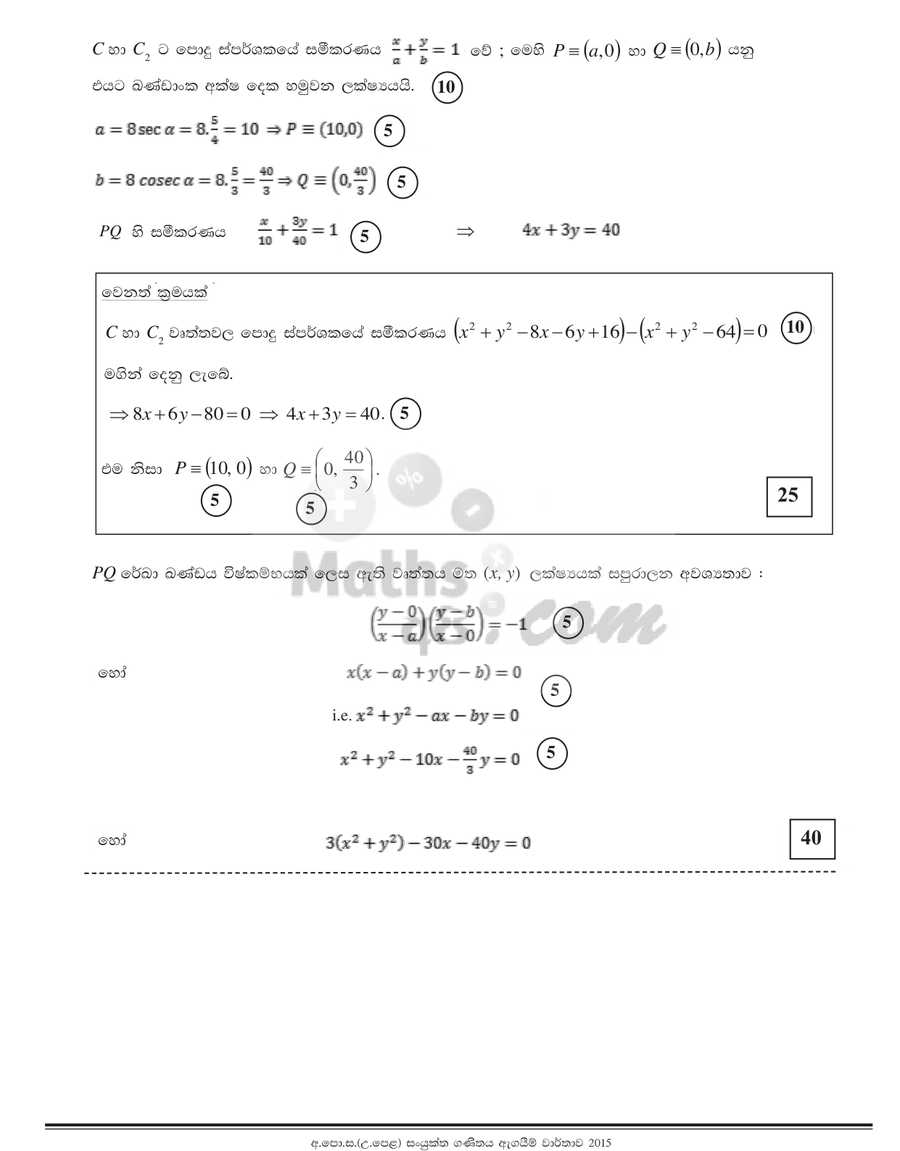 C හා C₂ ට පොදු ස්පර්ශකයේ සමීකරණය x/a + y/b = 1 වේ ; මෙහි P ≡ (a,0) හා Q ≡ (0,b) යනු
එයට ඛණ්ඩාංක අක්ෂ දෙක හමුවන ලක්ෂ්‍යයයි. 10
a = 8 sec α = 8.5/4 = 10 ⇒ P ≡ (10,0) 5
b = 8 cosec α = 8.5/3 = 40/3 ⇒ Q ≡ (0,40/3) 5
PQ හි සමීකරණය x/10 + 3y/40 = 1 5 ⇒ 4x + 3y = 40
වෙනත් ක්‍රමයක්
C හා C₂ වෘත්තවල පොදු ස්පර්ශකයේ සමීකරණය (x² + y² − 8x − 6y + 16) − (x² + y² − 64) = 0 10
මගින් දෙනු ලැබේ.
⇒ 8x + 6y − 80 = 0 ⇒ 4x + 3y = 40. 5
එම නිසා P ≡ (10, 0) හා Q ≡ (0, 40/3).
5 5 25
Maths
අපි.com
PQ රේඛා ඛණ්ඩය විෂ්කම්භයක් ලෙස ඇති වෘත්තය මත (x, y) ලක්ෂ්‍යයක් සපුරාලන අවශ්‍යතාව :
((y − 0)/(x − a))((y − b)/(x − 0)) = −1 5
හෝ x(x − a) + y(y − b) = 0
5
i.e. x² + y² − ax − by = 0
x² + y² − 10x − 40/3 y = 0 5
හෝ 3(x² + y²) − 30x − 40y = 0 40
අ.පො.ස.(උ.පෙළ) සංයුක්ත ගණිතය ඇගයීම් වාර්තාව 2015